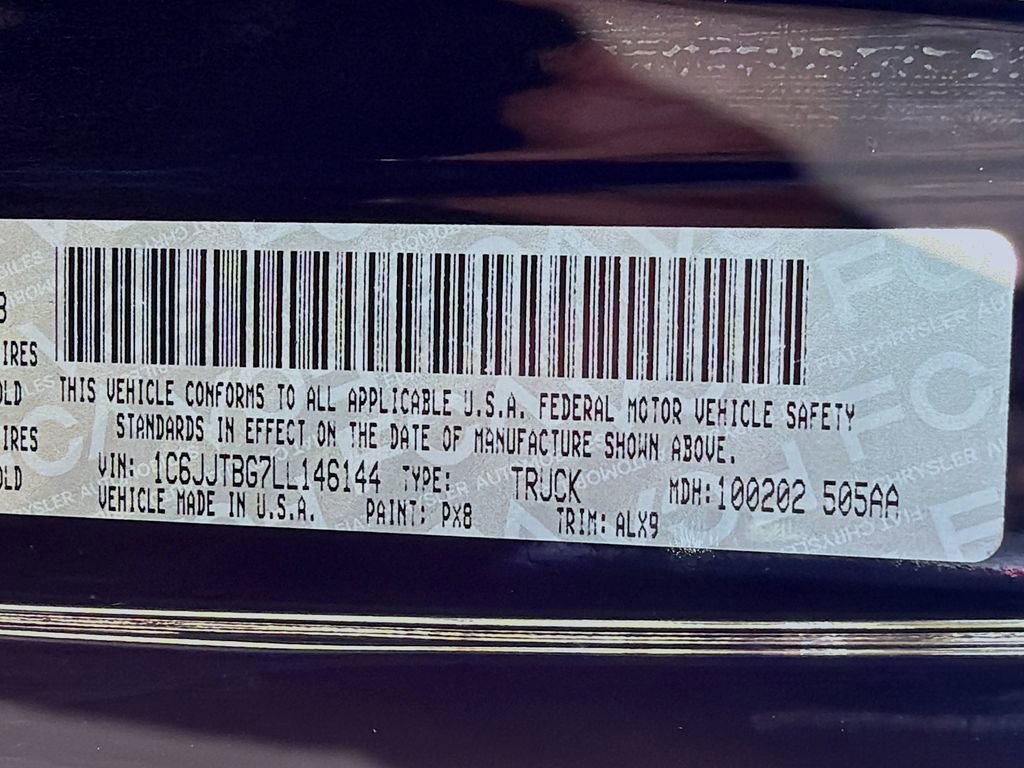 8
IRES
OLD
IRES
OLD
THIS VEHICLE CONFORMS TO ALL APPLICABLE U.S.A. FEDERAL MOTOR VEHICLE SAFETY
STANDARDS IN EFFECT ON THE DATE OF MANUFACTURE SHOWN ABOVE.
VIN: 1C6JJTBG7LL146144 TYPE: TRUCK MDH:100202 505AA
VEHICLE MADE IN U.S.A. PAINT: PX8 TRIM: ALX9